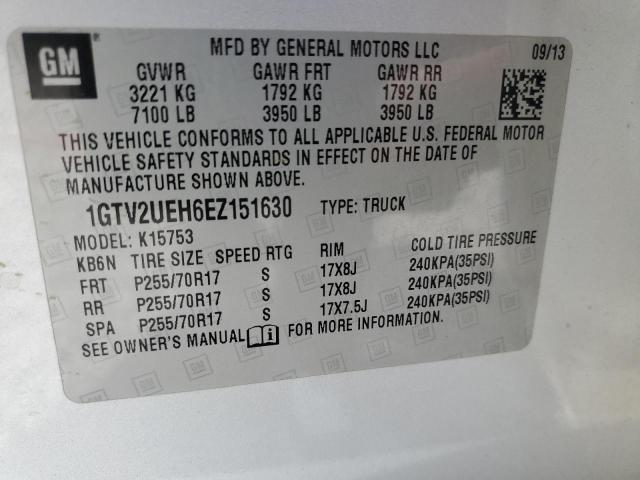 GM
MFD BY GENERAL MOTORS LLC 09/13
GVWR GAWR FRT GAWR RR
3221 KG 1792 KG 1792 KG
7100 LB 3950 LB 3950 LB
THIS VEHICLE CONFORMS TO ALL APPLICABLE U.S. FEDERAL MOTOR
VEHICLE SAFETY STANDARDS IN EFFECT ON THE DATE OF
MANUFACTURE SHOWN ABOVE.
1GTV2UEH6EZ151630 TYPE: TRUCK
MODEL: K15753
KB6N TIRE SIZE SPEED RTG RIM COLD TIRE PRESSURE
FRT P255/70R17 S 17X8J 240KPA(35PSI)
RR P255/70R17 S 17X8J 240KPA(35PSI)
SPA P255/70R17 S 17X7.5J 240KPA(35PSI)
SEE OWNER'S MANUAL FOR MORE INFORMATION.